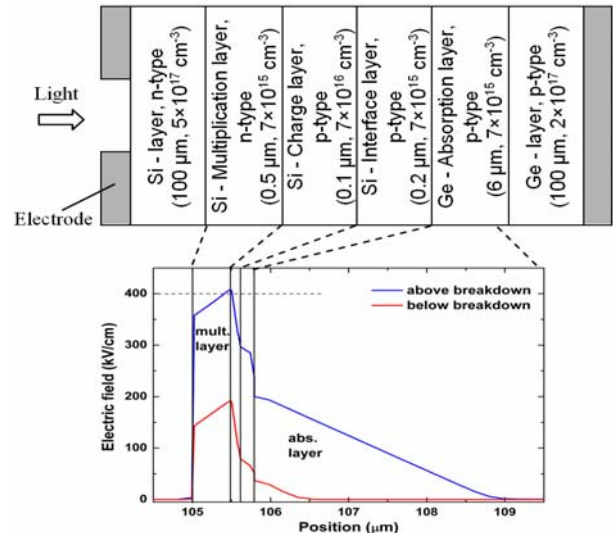 Light
Electrode
Si - layer, n-type
(100 µm, 5×10¹⁷ cm⁻³)
Si - Multiplication layer,
n-type
(0.5 µm, 7×10¹⁵ cm⁻³)
Si - Charge layer,
p-type
(0.1 µm, 7×10¹⁶ cm⁻³)
Si - Interface layer,
p-type
(0.2 µm, 7×10¹⁵ cm⁻³)
Ge - Absorption layer,
p-type
(6 µm, 7×10¹⁵ cm⁻³)
Ge - layer, p-type
(100 µm, 2×10¹⁷ cm⁻³)
Electric field (kV/cm)
400
300
200
100
0
above breakdown
below breakdown
mult.
layer
abs.
layer
105 106 107 108 109
Position (µm)